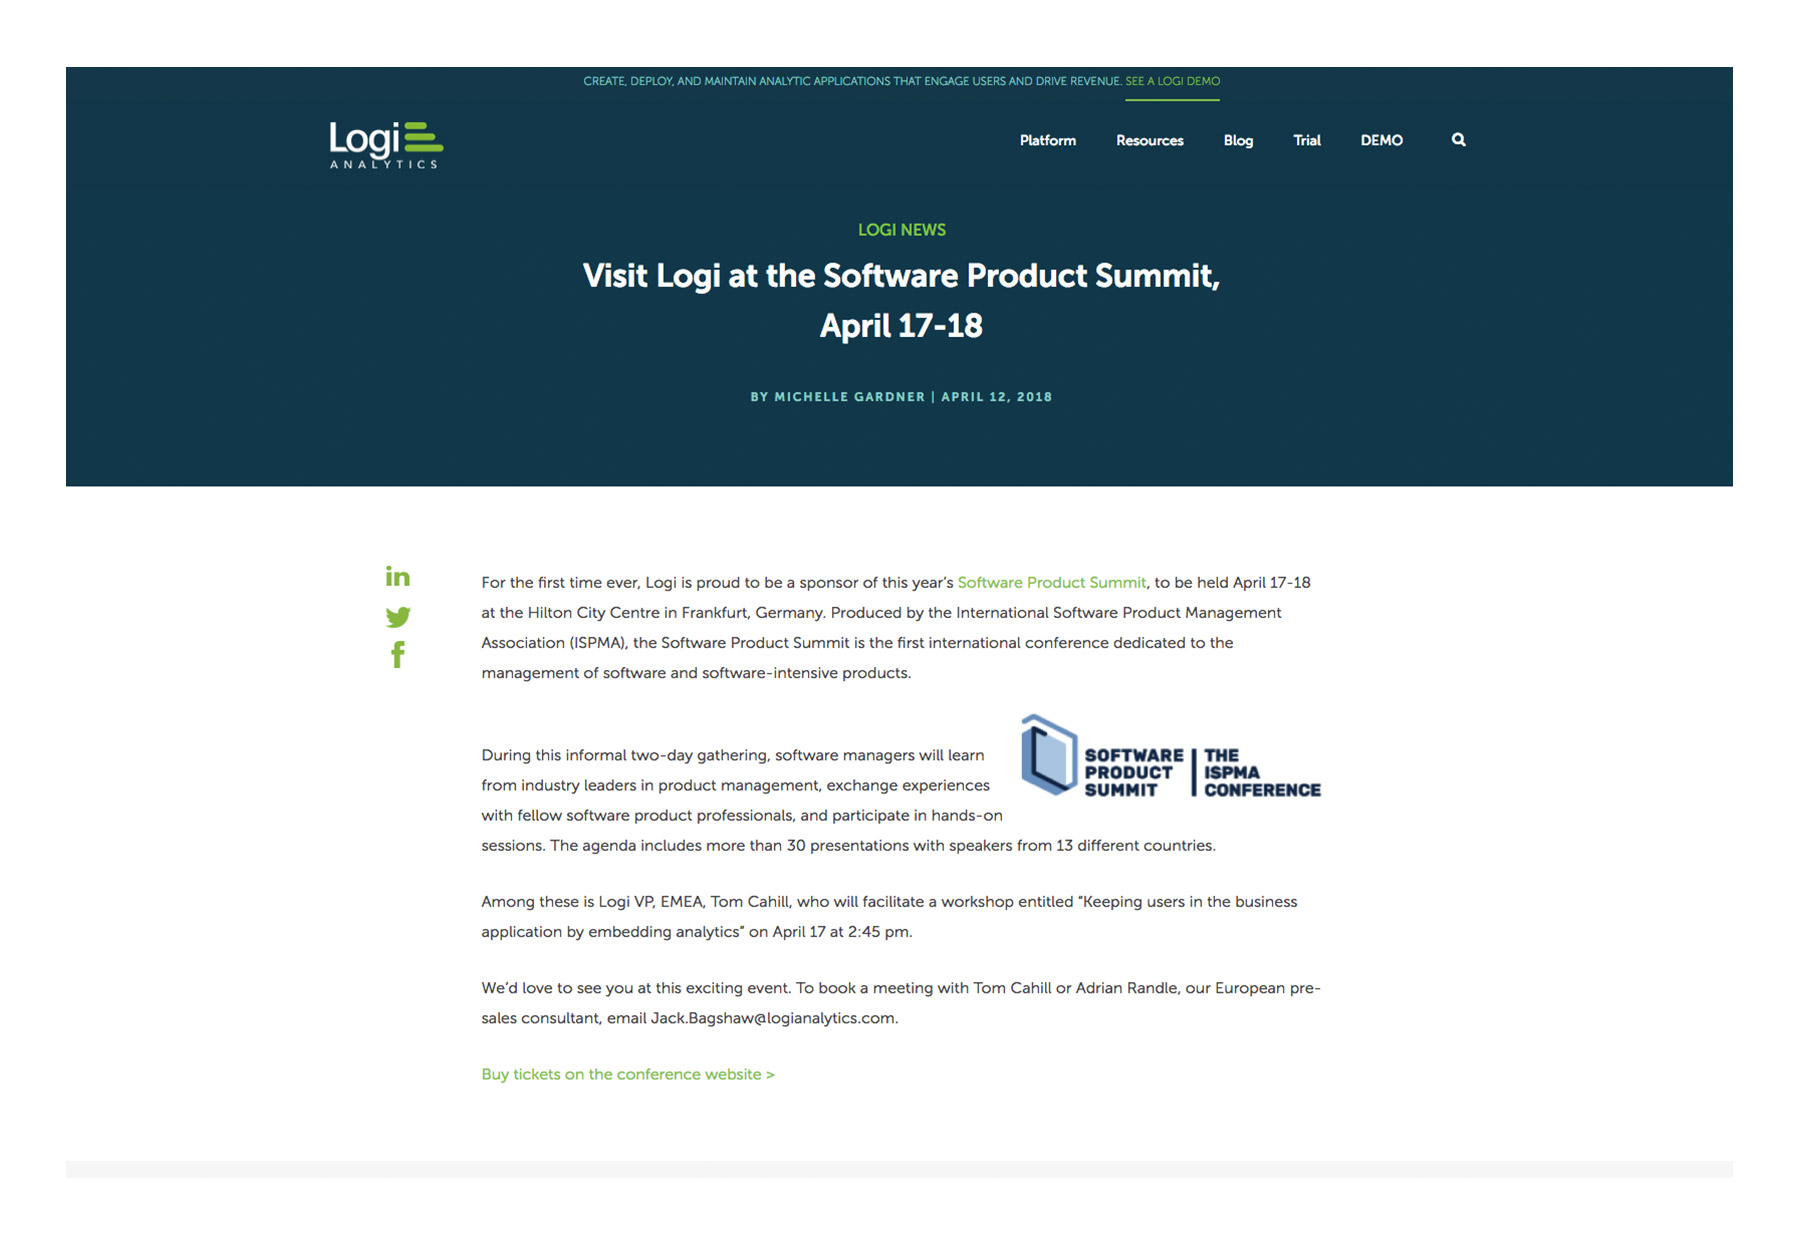 CREATE, DEPLOY, AND MAINTAIN ANALYTIC APPLICATIONS THAT ENGAGE USERS AND DRIVE REVENUE. SEE A LOGI DEMO
Logi
ANALYTICS
Platform Resources Blog Trial DEMO
LOGI NEWS
Visit Logi at the Software Product Summit,
April 17-18
BY MICHELLE GARDNER | APRIL 12, 2018
in
f
For the first time ever, Logi is proud to be a sponsor of this year's Software Product Summit, to be held April 17-18
at the Hilton City Centre in Frankfurt, Germany. Produced by the International Software Product Management
Association (ISPMA), the Software Product Summit is the first international conference dedicated to the
management of software and software-intensive products.
During this informal two-day gathering, software managers will learn
from industry leaders in product management, exchange experiences
with fellow software product professionals, and participate in hands-on
sessions. The agenda includes more than 30 presentations with speakers from 13 different countries.
SOFTWARE
PRODUCT
SUMMIT
THE
ISPMA
CONFERENCE
Among these is Logi VP, EMEA, Tom Cahill, who will facilitate a workshop entitled "Keeping users in the business
application by embedding analytics" on April 17 at 2:45 pm.
We'd love to see you at this exciting event. To book a meeting with Tom Cahill or Adrian Randle, our European pre-
sales consultant, email Jack.Bagshaw@logianalytics.com.
Buy tickets on the conference website >